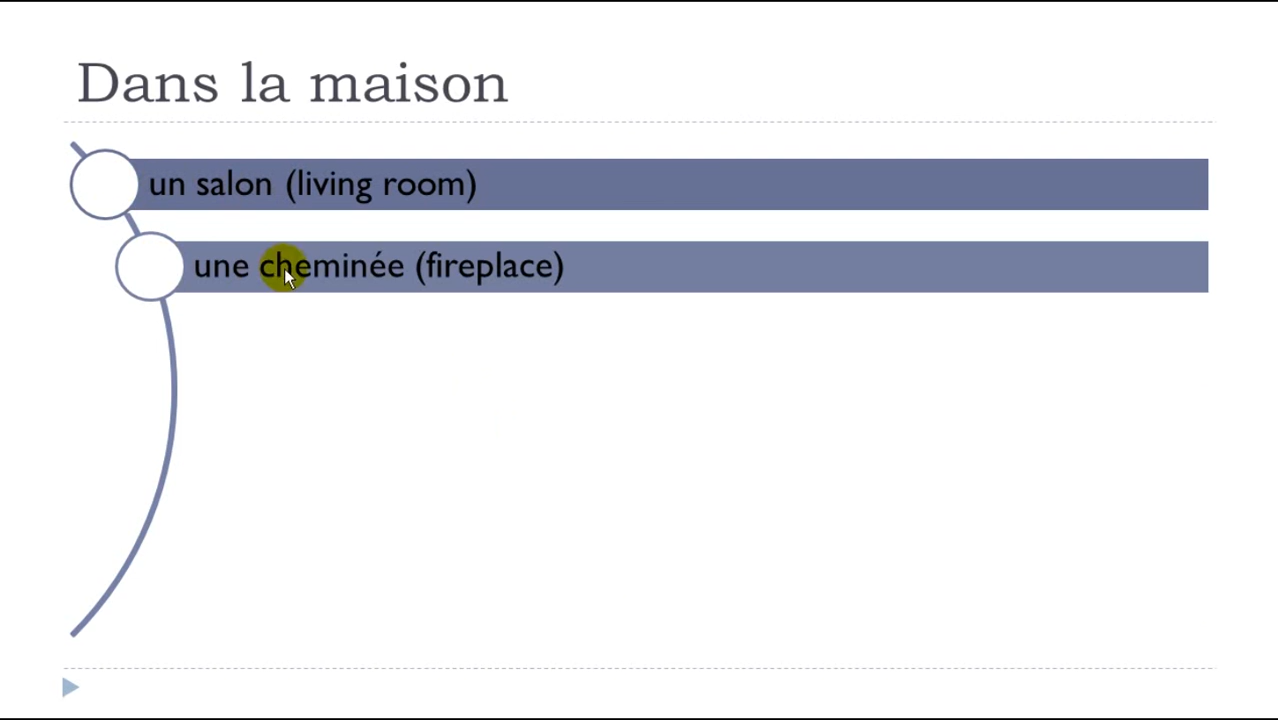 Dans la maison
un salon (living room)
une cheminée (fireplace)